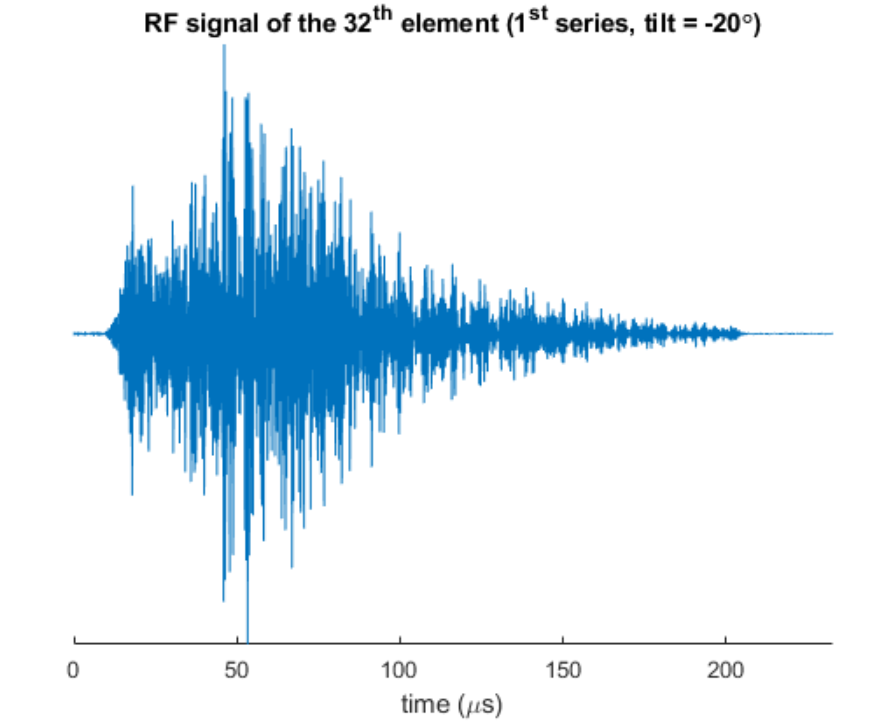 RF signal of the 32th element (1st series, tilt = -20°)
0 50 100 150 200
time (μs)